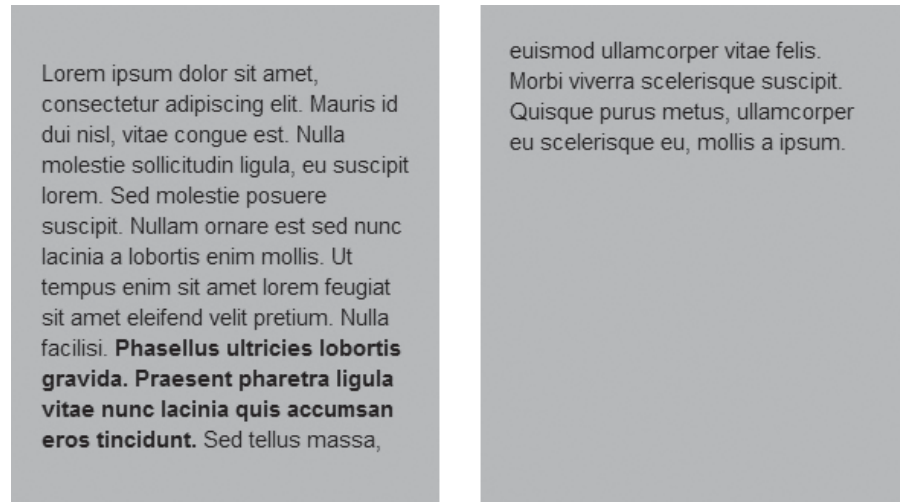 Lorem ipsum dolor sit amet,
consectetur adipiscing elit. Mauris id
dui nisl, vitae congue est. Nulla
molestie sollicitudin ligula, eu suscipit
lorem. Sed molestie posuere
suscipit. Nullam ornare est sed nunc
lacinia a lobortis enim mollis. Ut
tempus enim sit amet lorem feugiat
sit amet eleifend velit pretium. Nulla
facilisi. Phasellus ultricies lobortis
gravida. Praesent pharetra ligula
vitae nunc lacinia quis accumsan
eros tincidunt. Sed tellus massa,
euismod ullamcorper vitae felis.
Morbi viverra scelerisque suscipit.
Quisque purus metus, ullamcorper
eu scelerisque eu, mollis a ipsum.